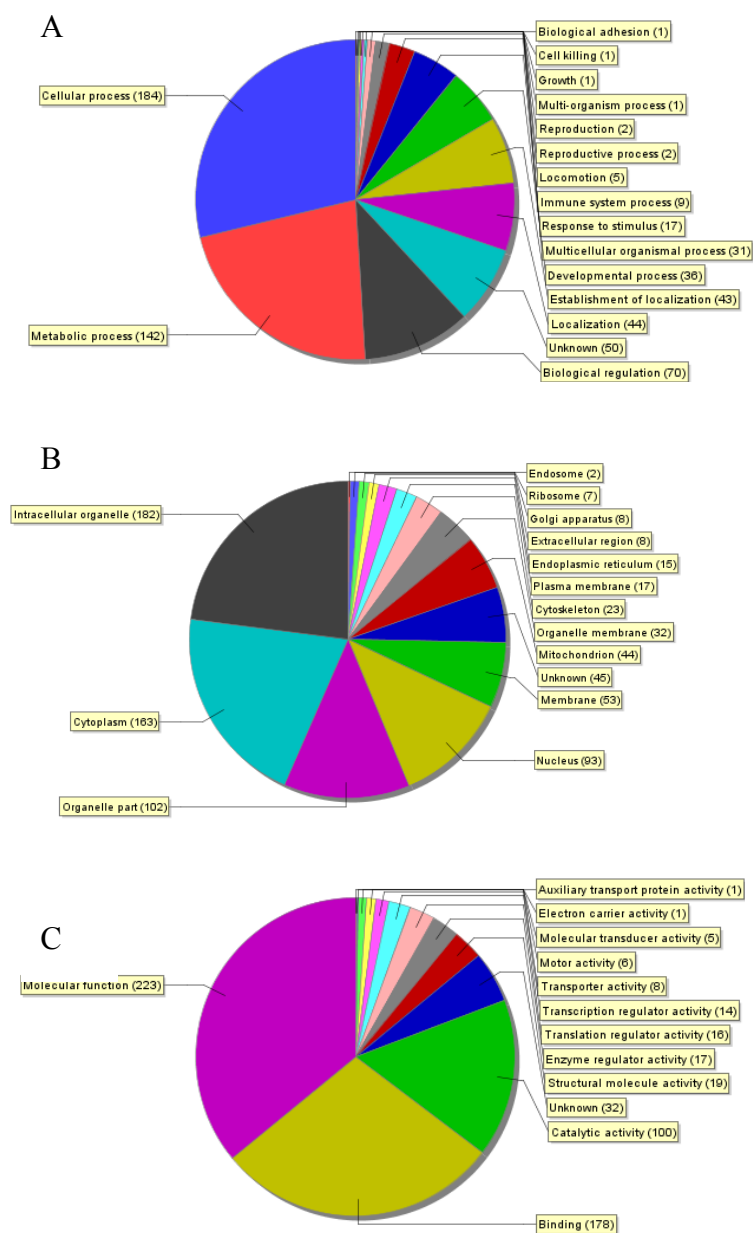 A
Biological adhesion (1)
Cell killing (1)
Cellular process (184)
Growth (1)
Multi-organism process (1)
Reproduction (2)
Reproductive process (2)
Locomotion (5)
Immune system process (9)
Response to stimulus (17)
Multicellular organismal process (31)
Developmental process (36)
Establishment of localization (43)
Localization (44)
Metabolic process (142)
Unknown (50)
Biological regulation (70)
B
Endosome (2)
Ribosome (7)
Intracellular organelle (182)
Golgi apparatus (8)
Extracellular region (8)
Endoplasmic reticulum (15)
Plasma membrane (17)
Cytoskeleton (23)
Organelle membrane (32)
Mitochondrion (44)
Unknown (45)
Membrane (53)
Cytoplasm (163)
Nucleus (93)
Organelle part (102)
C
Auxiliary transport protein activity (1)
Electron carrier activity (1)
Molecular transducer activity (5)
Motor activity (6)
Molecular function (223)
Transporter activity (8)
Transcription regulator activity (14)
Translation regulator activity (16)
Enzyme regulator activity (17)
Structural molecule activity (19)
Unknown (32)
Catalytic activity (100)
Binding (178)